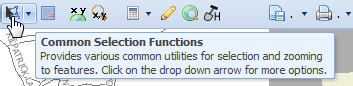 x,y
H
Common Selection Functions
Provides various common utilities for selection and zooming
to features. Click on the drop down arrow for more options.